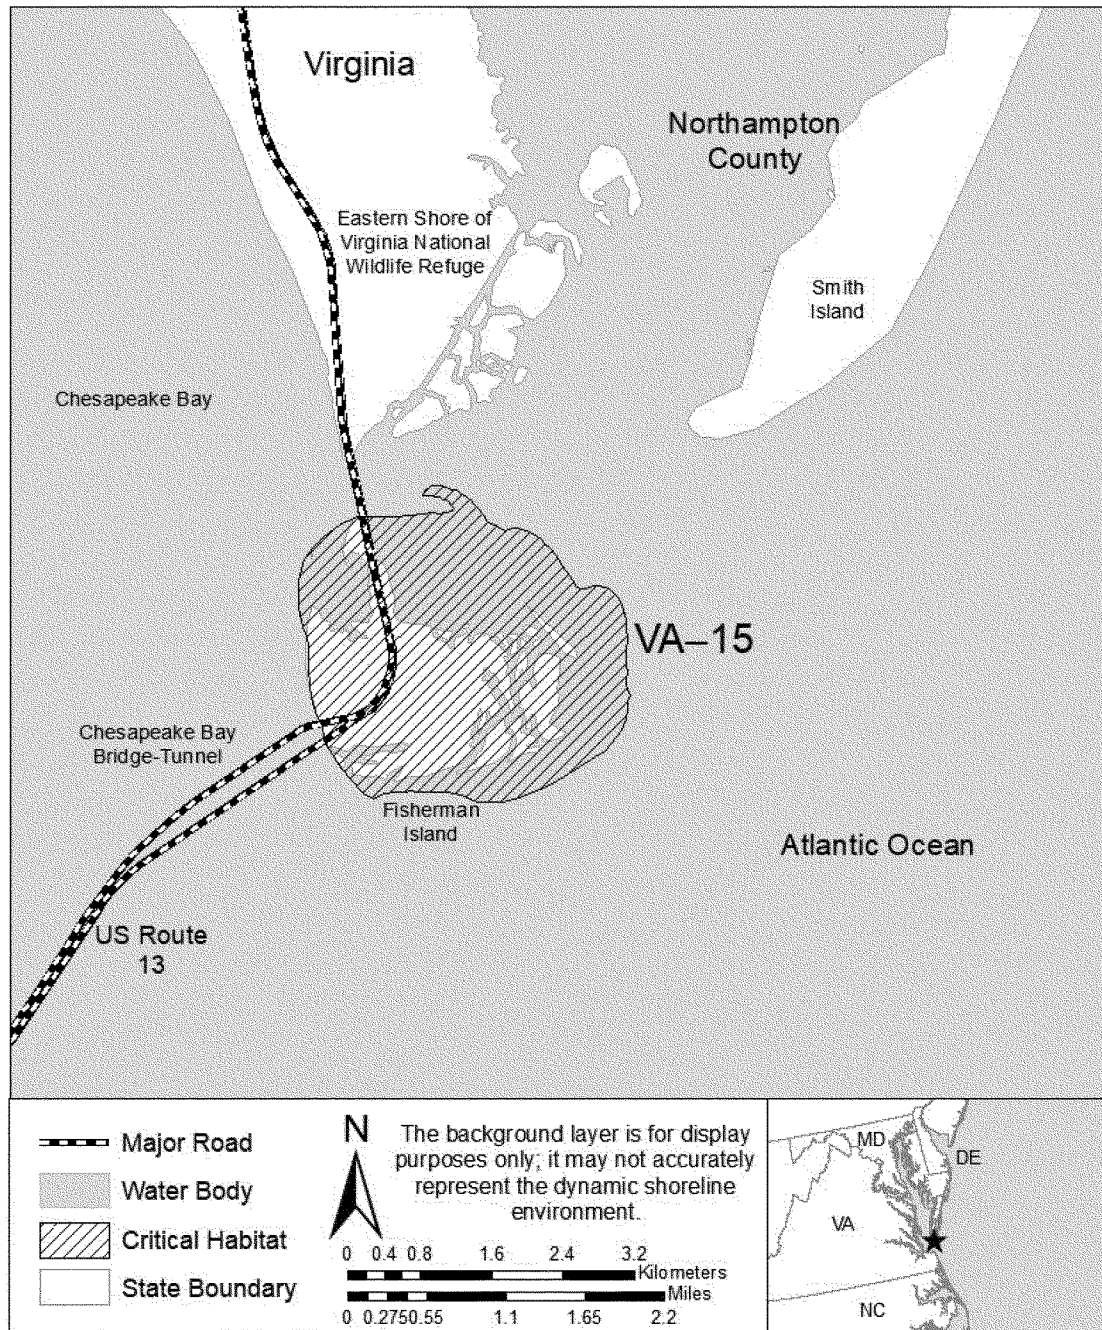 Virginia
Northampton
County
Eastern Shore of
Virginia National
Wildlife Refuge
Smith
Island
Chesapeake Bay
VA–15
Chesapeake Bay
Bridge-Tunnel
Fisherman
Island
Atlantic Ocean
US Route
13
Major Road
Water Body
Critical Habitat
State Boundary
N
The background layer is for display
purposes only; it may not accurately
represent the dynamic shoreline
environment.
0 0.4 0.8 1.6 2.4 3.2
Kilometers
Miles
0 0.2750.55 1.1 1.65 2.2
MD
DE
VA
NC